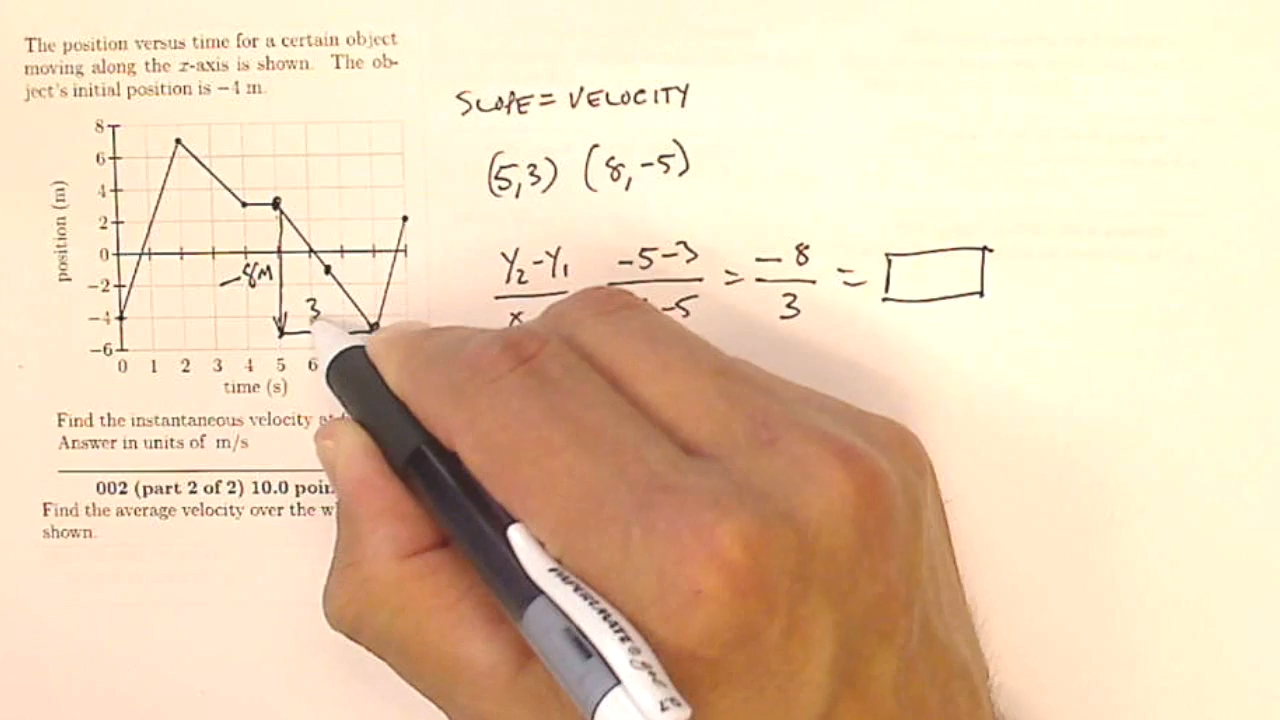 The position versus time for a certain object
moving along the x-axis is shown. The ob-
ject's initial position is −4 m.
8
6
4
2
0
−2
−4
−6
position (m)
0 1 2 3 4 5 6
time (s)
-8M
3
Find the instantaneous velocity at
Answer in units of m/s
002 (part 2 of 2) 10.0
Find the average velocity over the
shown.
SLOPE = VELOCITY
(5,3) (8,-5)
Y2-Y1 -5-3 = -8 =
x -5 3
PAPERMATE